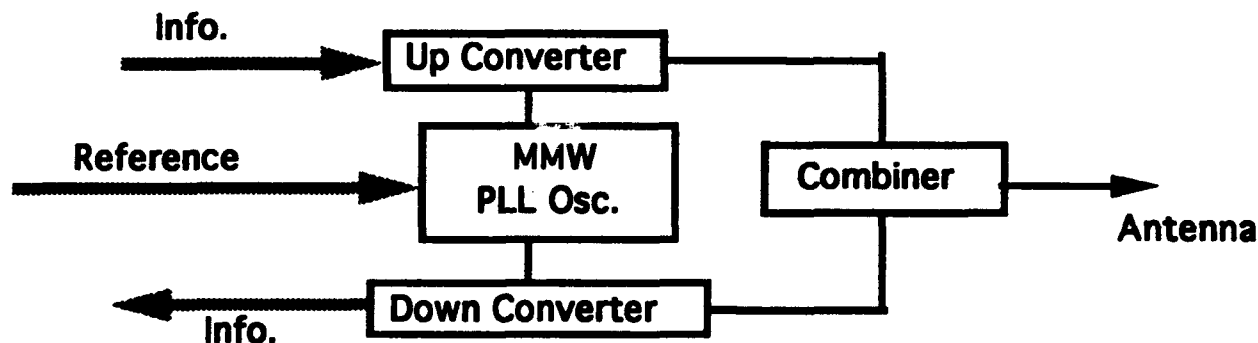 Info.
Up Converter
Reference
MMW
PLL Osc.
Combiner
Antenna
Down Converter
Info.